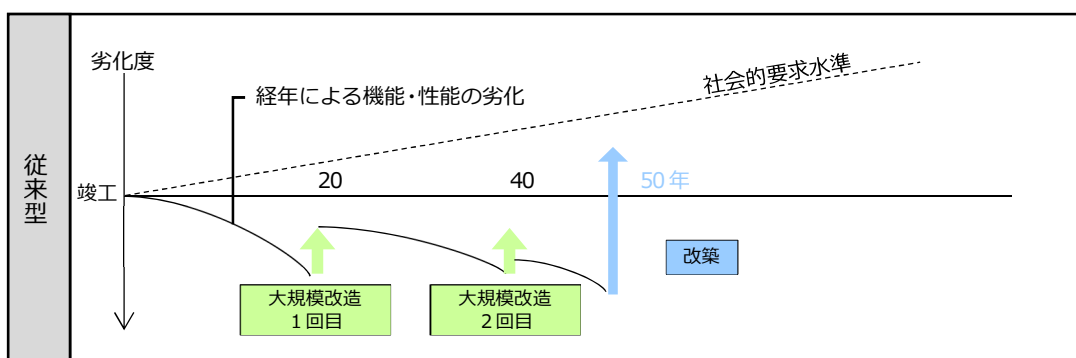 従来型
劣化度
経年による機能・性能の劣化
社会的要求水準
竣工
20
40
50 年
改築
大規模改造
1回目
大規模改造
2回目